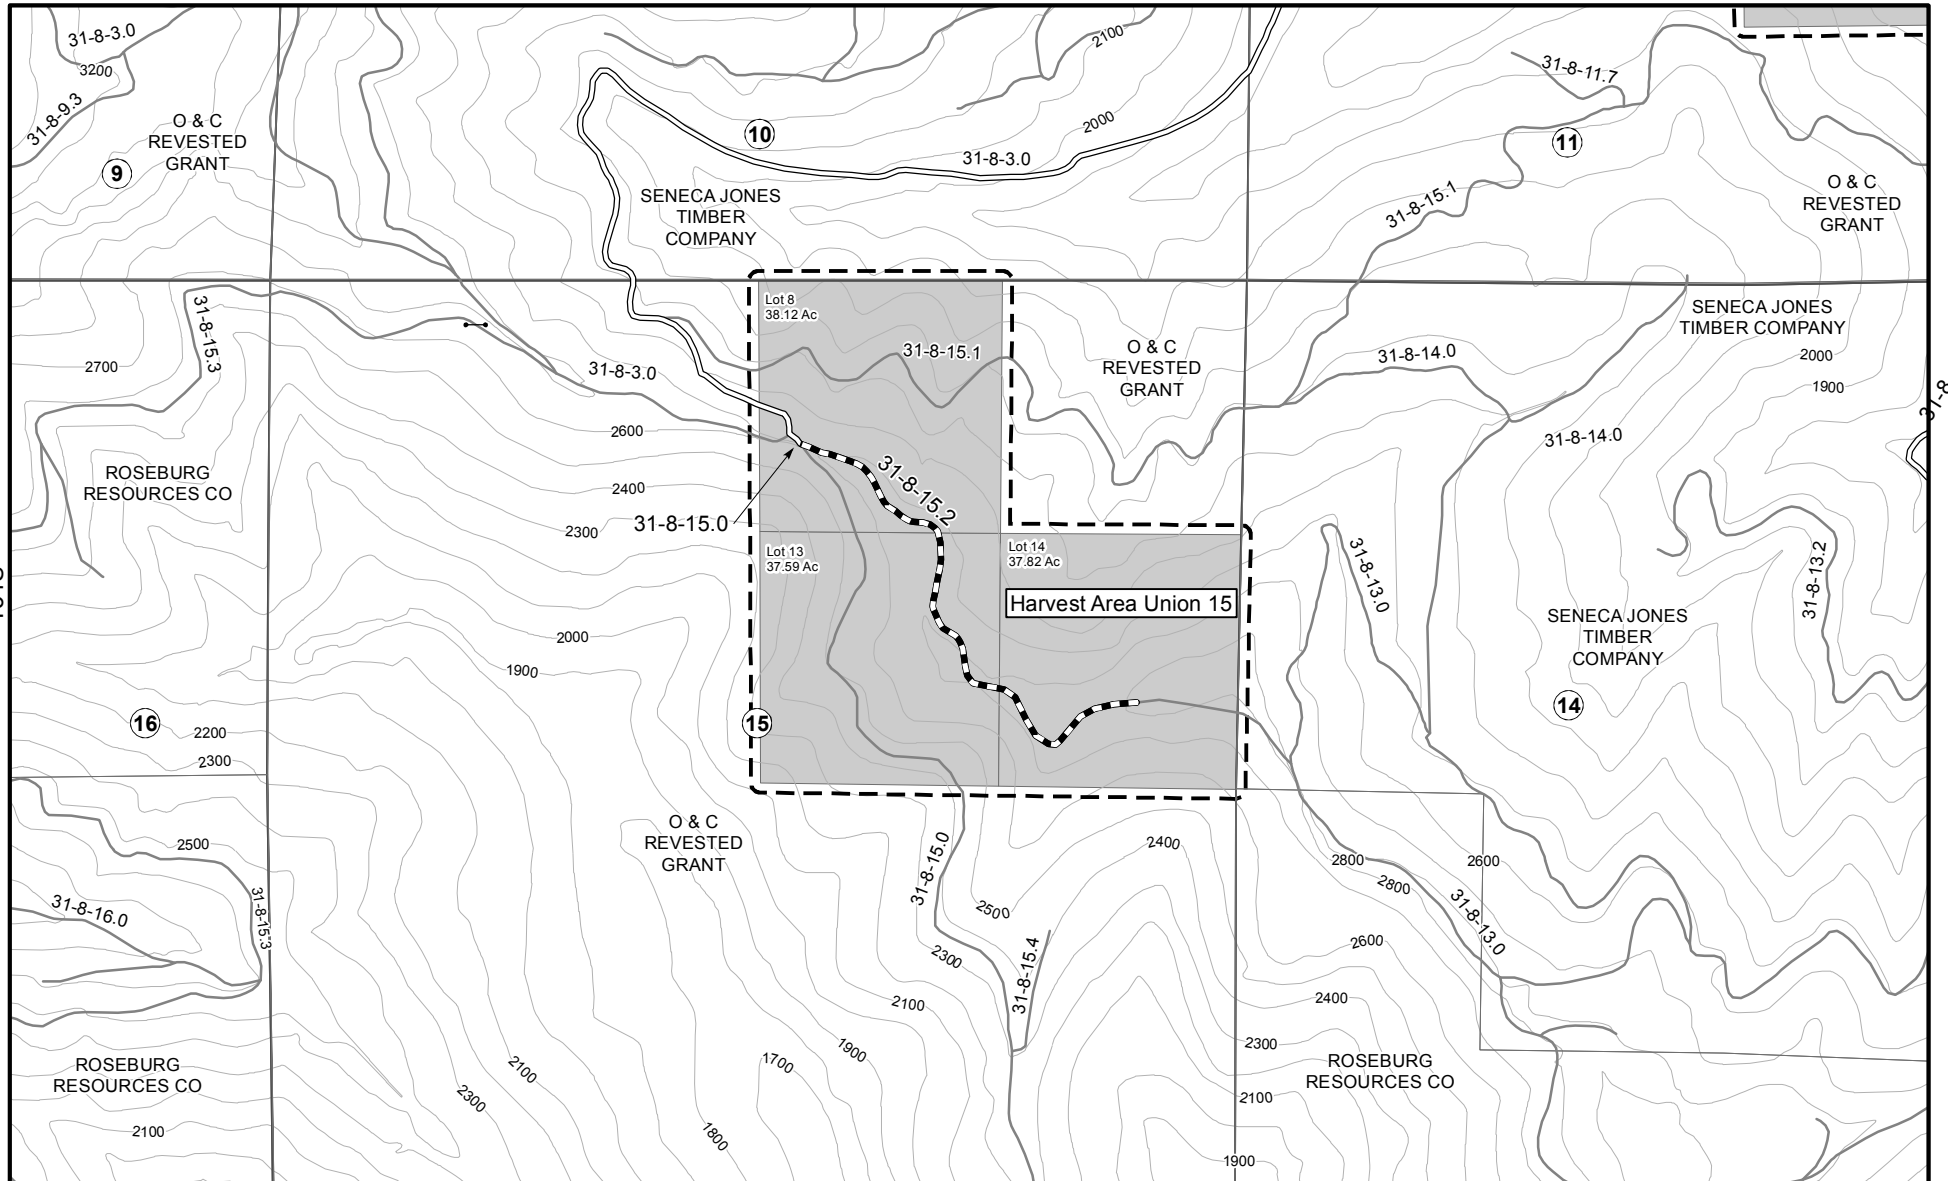 31-8-3.0
3200
31-8-9.3
O & C
REVESTED
GRANT
9
2100
10
2000
31-8-3.0
SENECA JONES
TIMBER
COMPANY
31-8-11.7
11
31-8-15.1
O & C
REVESTED
GRANT
31-8-15.3
2700
31-8-3.0
2600
Lot 8
38.12 Ac
31-8-15.1
O & C
REVESTED
GRANT
31-8-14.0
SENECA JONES
TIMBER COMPANY
2000
1900
31-8
31-8-14.0
ROSEBURG
RESOURCES CO
2400
2300
31-8-15.0
31-8-15.2
Lot 13
37.59 Ac
Lot 14
37.82 Ac
Harvest Area Union 15
31-8-13.0
31-8-13.2
SENECA JONES
TIMBER
COMPANY
2000
1900
16
2200
2300
15
14
O & C
REVESTED
GRANT
2500
31-8-16.0
31-8-15.3
31-8-15.0
2400
2500
2300
31-8-15.4
2100
2800
2800
2600
31-8-13.0
2600
2400
2300
2100
1900
ROSEBURG
RESOURCES CO
2100
2100
2300
1700
1900
1800
ROSEBURG
RESOURCES CO